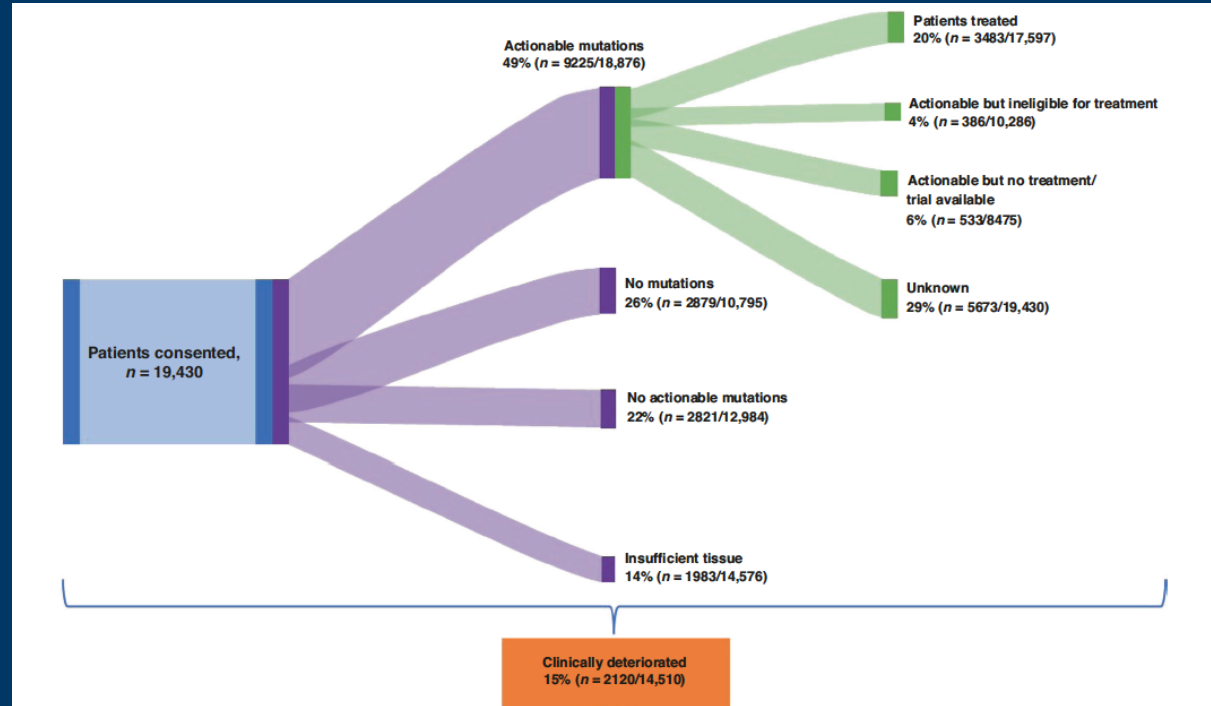 Actionable mutations
49% (n = 9225/18,876)
Patients treated
20% (n = 3483/17,597)
Actionable but ineligible for treatment
4% (n = 386/10,286)
Actionable but no treatment/
trial available
6% (n = 533/8475)
Unknown
29% (n = 5673/19,430)
Patients consented,
n = 19,430
No mutations
26% (n = 2879/10,795)
No actionable mutations
22% (n = 2821/12,984)
Insufficient tissue
14% (n = 1983/14,576)
Clinically deteriorated
15% (n = 2120/14,510)